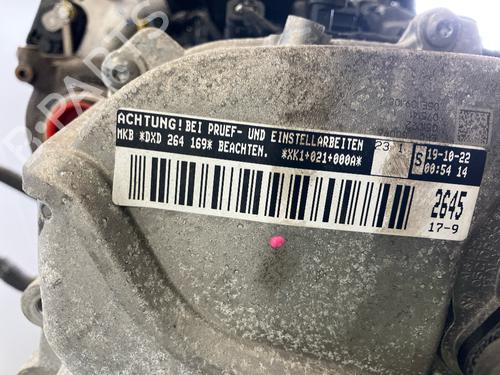 ACHTUNG! BEI PRUEF- UND EINSTELLARBEITEN
MKB *DXD 264 169* BEACHTEN. *XK1+021+000A*
23 1
S
19-10-22
00:54 14
2645
17-9